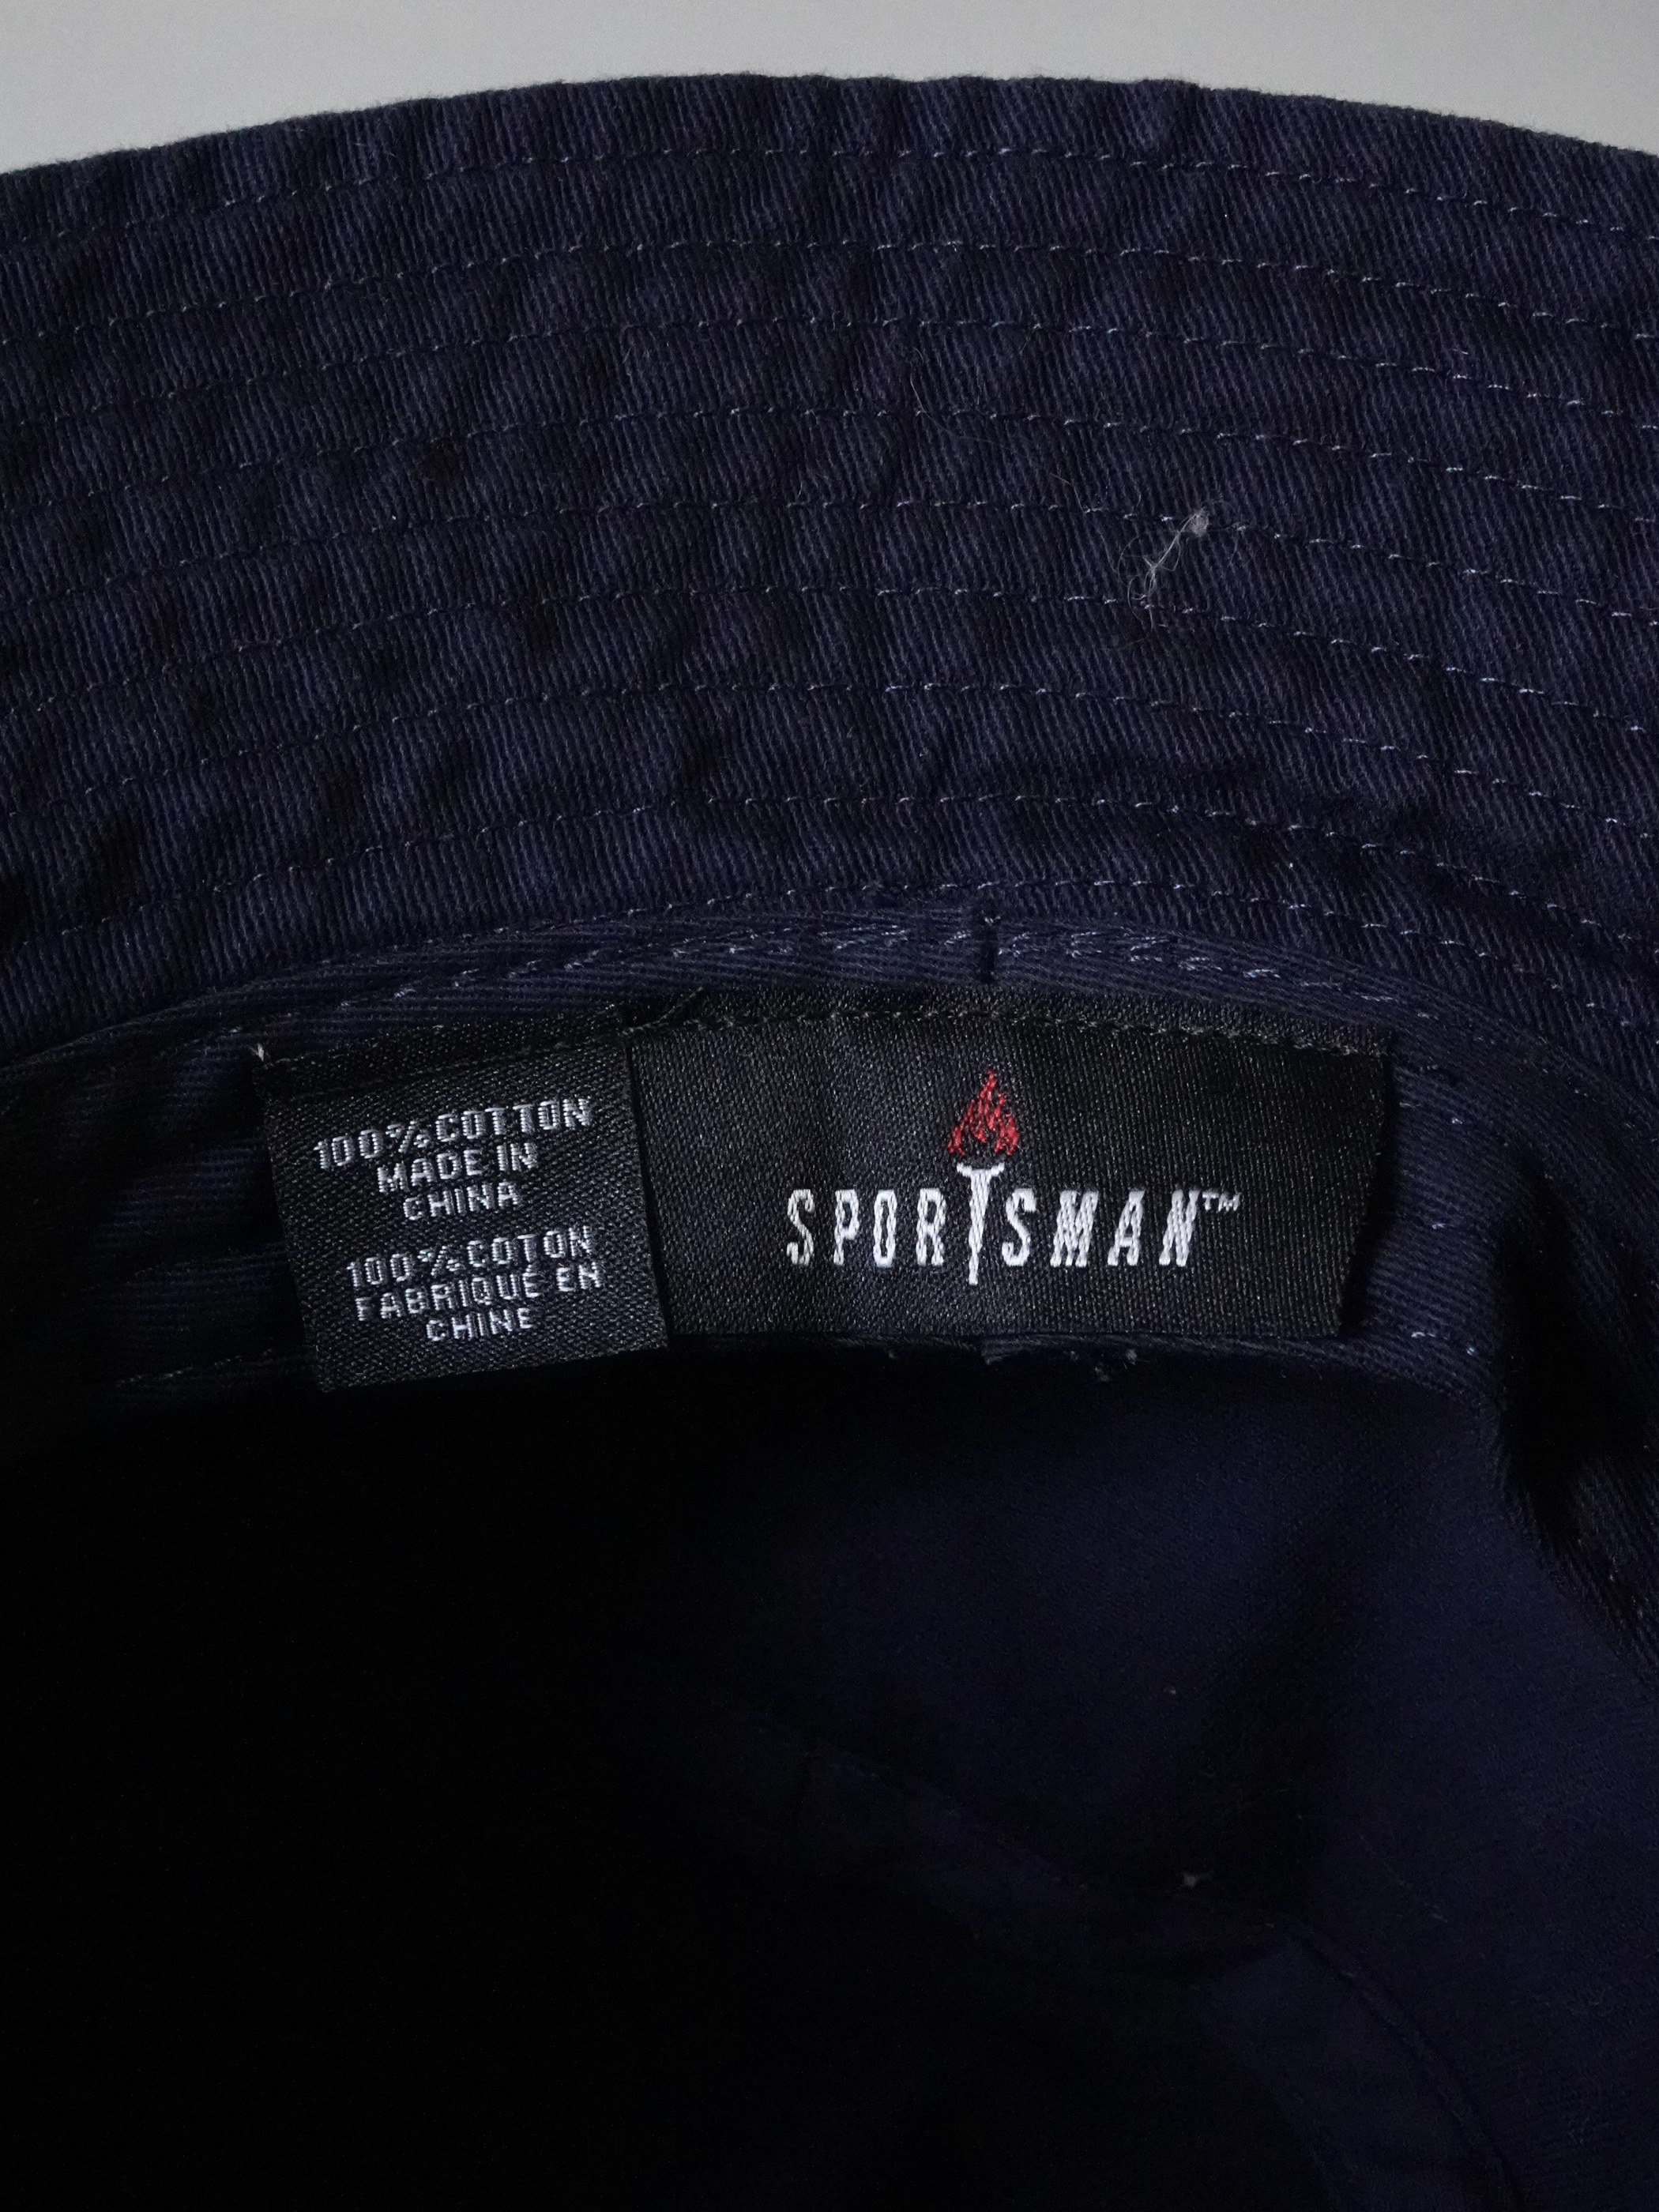 100% COTTON
MADE IN
CHINA
100% COTON
FABRIQUÉ EN
CHINE
SPORTSMAN™